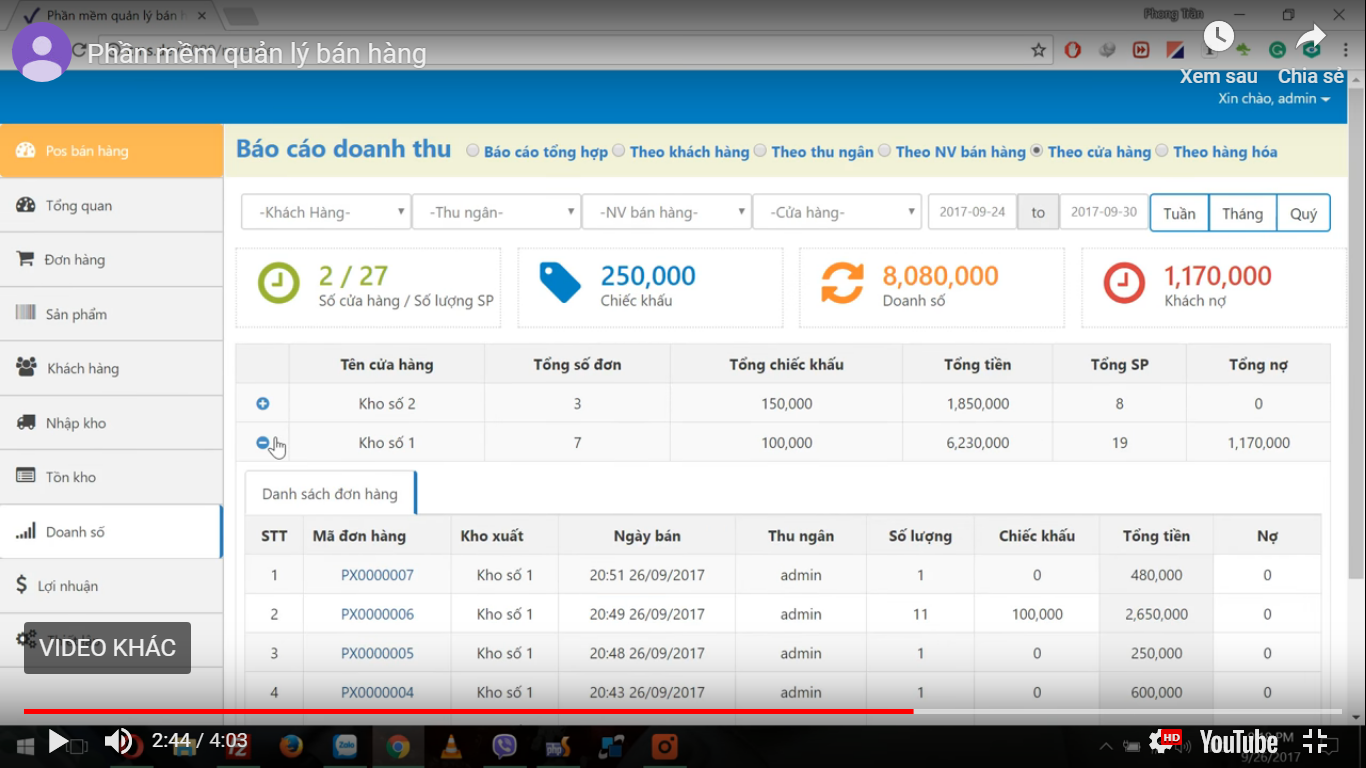 Phần mềm quản lý bán h
Phong Trần
Phần mềm quản lý bán hàng
Xem sau Chia sẻ
Xin chào, admin
Pos bán hàng
Tổng quan
Đơn hàng
Sản phẩm
Khách hàng
Nhập kho
Tồn kho
Doanh số
Lợi nhuận
Báo cáo doanh thu Báo cáo tổng hợp Theo khách hàng Theo thu ngân Theo NV bán hàng Theo cửa hàng Theo hàng hóa
-Khách Hàng- -Thu ngân- -NV bán hàng- -Cửa hàng- 2017-09-24 to 2017-09-30 Tuần Tháng Quý
2 / 27 250,000 8,080,000 1,170,000
Số cửa hàng / Số lượng SP Chiếc khấu Doanh số Khách nợ
Tên cửa hàng Tổng số đơn Tổng chiếc khấu Tổng tiền Tổng SP Tổng nợ
Kho số 2 3 150,000 1,850,000 8 0
Kho số 1 7 100,000 6,230,000 19 1,170,000
Danh sách đơn hàng
STT Mã đơn hàng Kho xuất Ngày bán Thu ngân Số lượng Chiếc khấu Tổng tiền Nợ
1 PX0000007 Kho số 1 20:51 26/09/2017 admin 1 0 480,000 0
2 PX0000006 Kho số 1 20:49 26/09/2017 admin 11 100,000 2,650,000 0
3 PX0000005 Kho số 1 20:48 26/09/2017 admin 1 0 250,000 0
4 PX0000004 Kho số 1 20:43 26/09/2017 admin 1 0 600,000 0
VIDEO KHÁC
2:44 / 4:03
Zalo
HD YouTube
9/26/2017